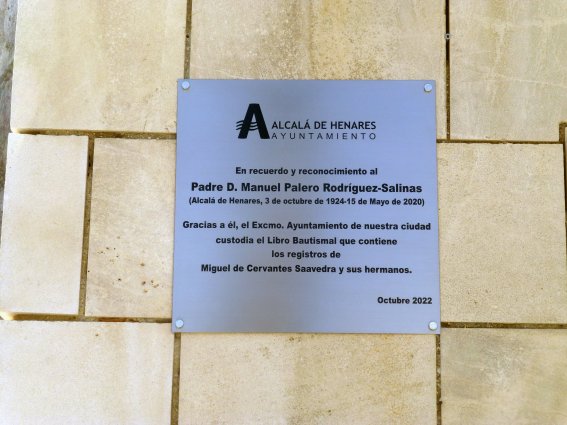 ALCALÁ DE HENARES
AYUNTAMIENTO
En recuerdo y reconocimiento al
Padre D. Manuel Palero Rodríguez-Salinas
(Alcalá de Henares, 3 de octubre de 1924-15 de Mayo de 2020)
Gracias a él, el Excmo. Ayuntamiento de nuestra ciudad
custodia el Libro Bautismal que contiene
los registros de
Miguel de Cervantes Saavedra y sus hermanos.
Octubre 2022